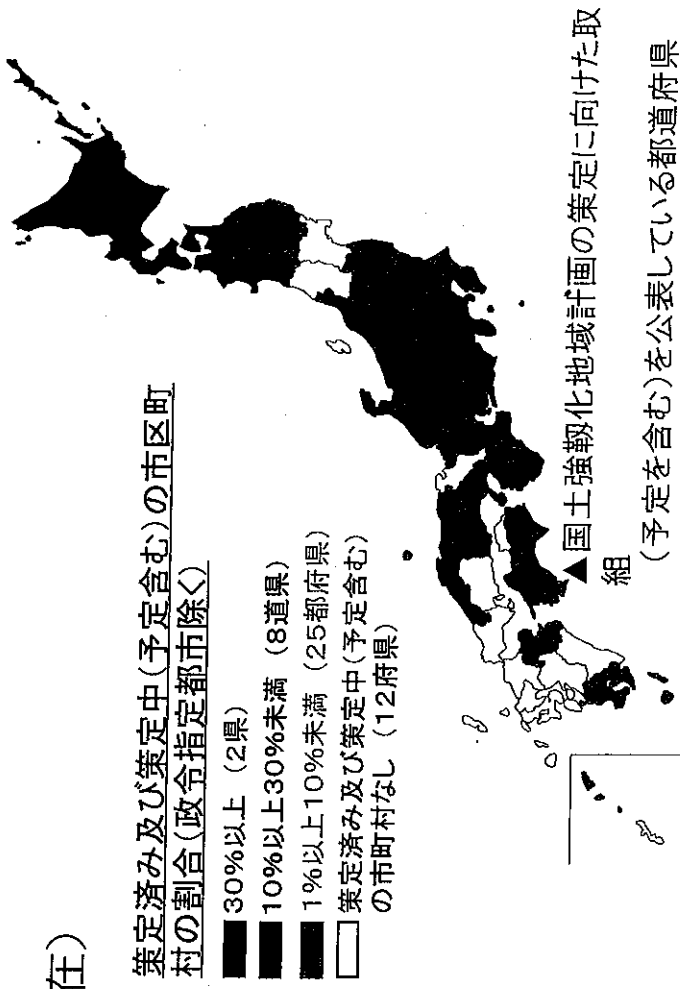 在)
策定済み及び策定中(予定含む)の市区町
村の割合(政令指定都市除く)
30%以上 (2県)
10%以上30%未満 (8道県)
1%以上10%未満 (25都府県)
策定済み及び策定中(予定含む)
の市町村なし (12府県)
▲国土強靱化地域計画の策定に向けた取
組
(予定を含む)を公表している都道府県